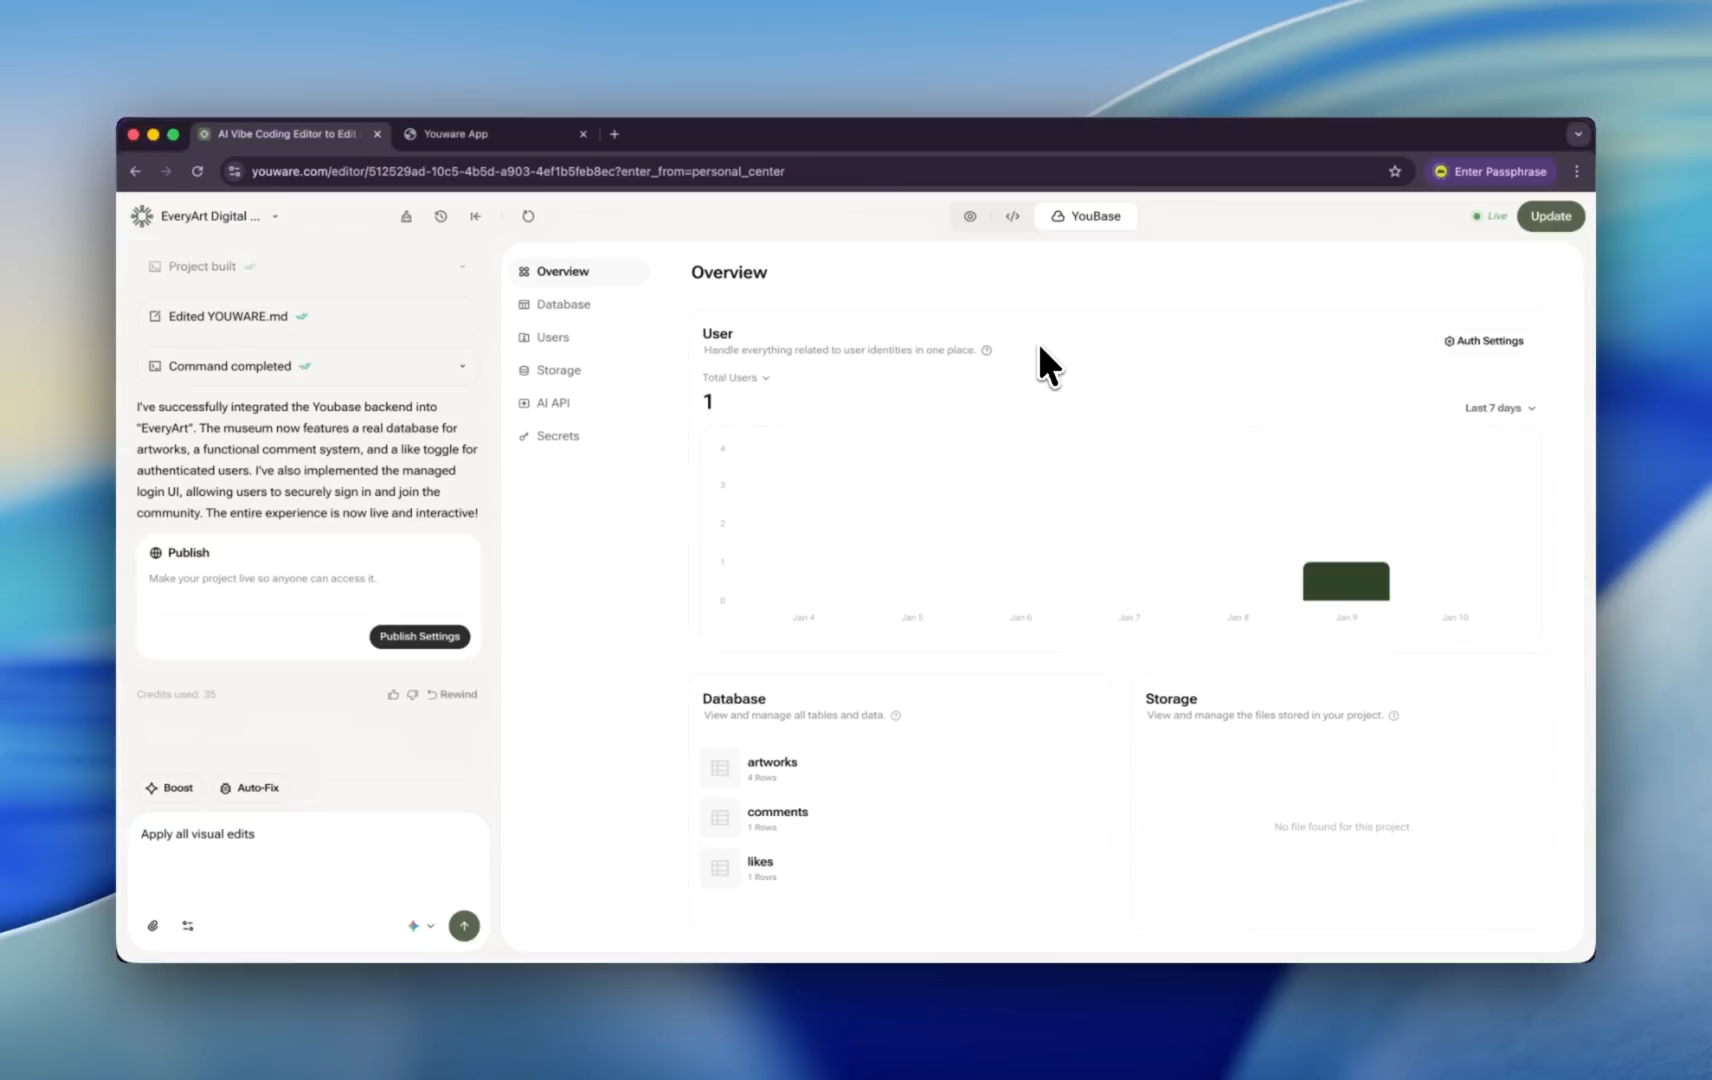 AI Vibe Coding Editor to Edit
Youware App
youware.com/editor/512529ad-10c5-4b5d-a903-4ef1b5feb8ec?enter_from=personal_center
Enter Passphrase
EveryArt Digital ...
YouBase
Live
Update
Project built
Edited YOUWARE.md
Command completed
I've successfully integrated the Youbase backend into
"EveryArt". The museum now features a real database for
artworks, a functional comment system, and a like toggle for
authenticated users. I've also implemented the managed
login UI, allowing users to securely sign in and join the
community. The entire experience is now live and interactive!
Publish
Make your project live so anyone can access it.
Publish Settings
Credits used: 35
Rewind
Boost
Auto-Fix
Apply all visual edits
Overview
Database
Users
Storage
AI API
Secrets
Overview
User
Handle everything related to user identities in one place.
Auth Settings
Total Users
1
Last 7 days
4
3
2
1
0
Jan 4
Jan 5
Jan 6
Jan 7
Jan 8
Jan 9
Jan 10
Database
View and manage all tables and data.
artworks
4 Rows
comments
1 Rows
likes
1 Rows
Storage
View and manage the files stored in your project.
No file found for this project